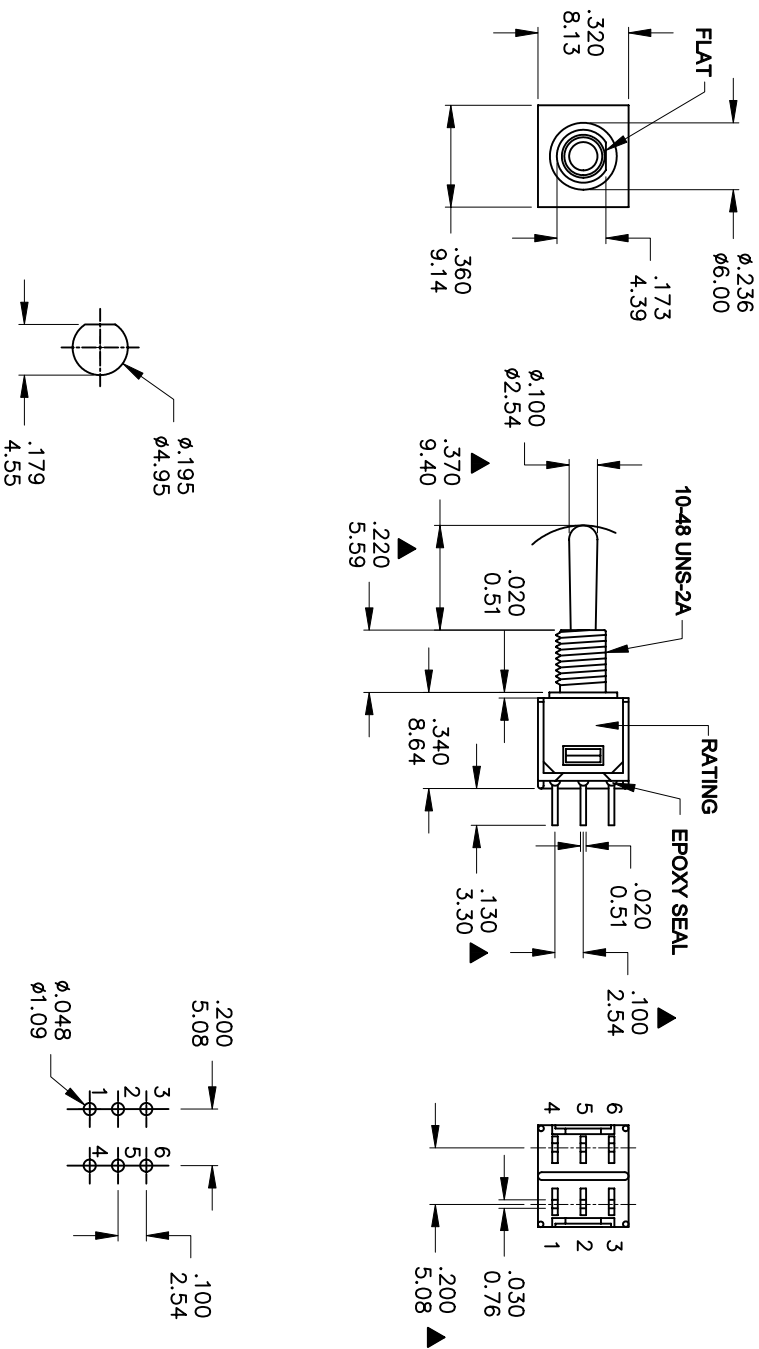 FLAT
.320
8.13
ø.236
ø6.00
.173
4.39
.360
9.14
ø.195
ø4.95
.179
4.55
10-48 UNS-2A
RATING
EPOXY SEAL
ø.100
ø2.54
.370
9.40
.220
5.59
.020
0.51
.340
8.64
.130
3.30
.020
0.51
.100
2.54
4 5 6
1 2 3
.030
0.76
.200
5.08
.200
5.08
ø.048
ø1.09
1 2 3
4 5 6
.100
2.54